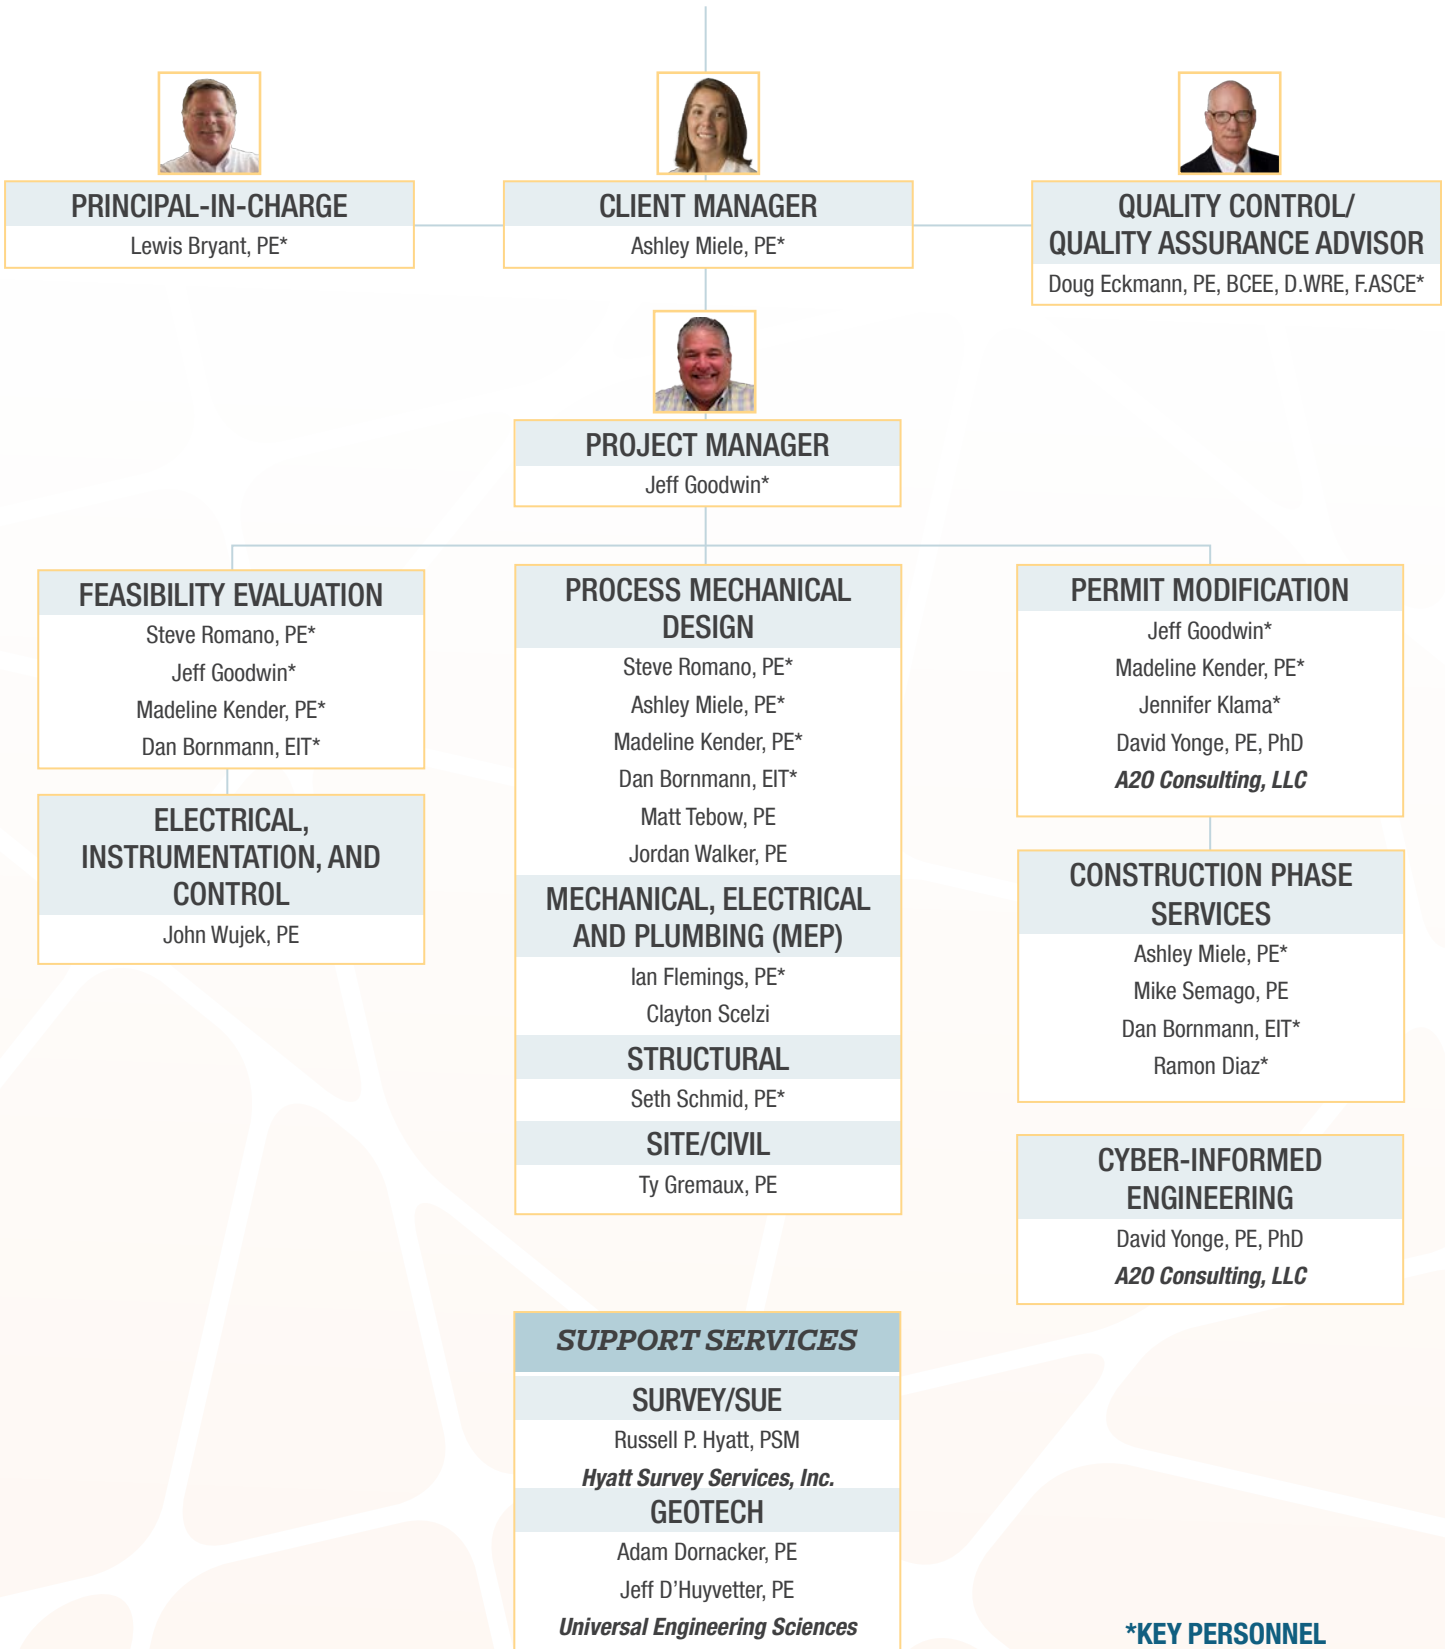 PRINCIPAL-IN-CHARGE
Lewis Bryant, PE*
CLIENT MANAGER
Ashley Miele, PE*
QUALITY CONTROL/
QUALITY ASSURANCE ADVISOR
Doug Eckmann, PE, BCEE, D.WRE, F.ASCE*
PROJECT MANAGER
Jeff Goodwin*
FEASIBILITY EVALUATION
Steve Romano, PE*
Jeff Goodwin*
Madeline Kender, PE*
Dan Bornmann, EIT*
ELECTRICAL,
INSTRUMENTATION, AND
CONTROL
John Wujek, PE
PROCESS MECHANICAL
DESIGN
Steve Romano, PE*
Ashley Miele, PE*
Madeline Kender, PE*
Dan Bornmann, EIT*
Matt Tebow, PE
Jordan Walker, PE
MECHANICAL, ELECTRICAL
AND PLUMBING (MEP)
Ian Flemings, PE*
Clayton Scelzi
STRUCTURAL
Seth Schmid, PE*
SITE/CIVIL
Ty Gremaux, PE
PERMIT MODIFICATION
Jeff Goodwin*
Madeline Kender, PE*
Jennifer Klama*
David Yonge, PE, PhD
A2O Consulting, LLC
CONSTRUCTION PHASE
SERVICES
Ashley Miele, PE*
Mike Semago, PE
Dan Bornmann, EIT*
Ramon Diaz*
CYBER-INFORMED
ENGINEERING
David Yonge, PE, PhD
A2O Consulting, LLC
SUPPORT SERVICES
SURVEY/SUE
Russell P. Hyatt, PSM
Hyatt Survey Services, Inc.
GEOTECH
Adam Dornacker, PE
Jeff D'Huyvetter, PE
Universal Engineering Sciences
*KEY PERSONNEL